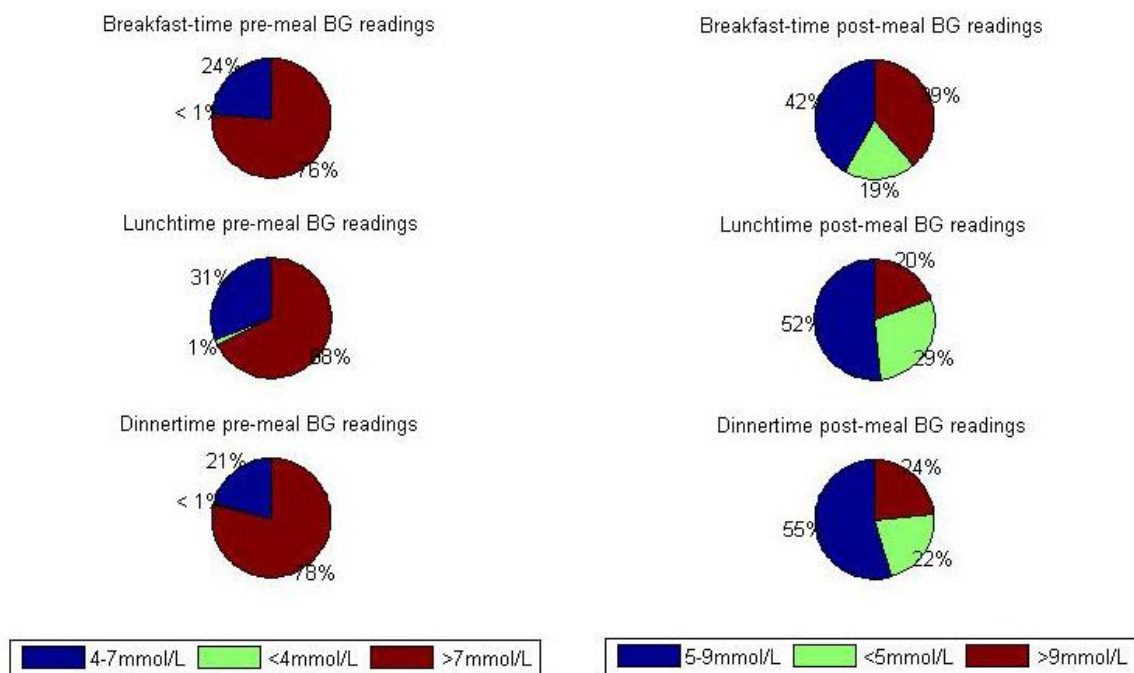 Breakfast-time pre-meal BG readings
24%
< 1%
76%
Breakfast-time post-meal BG readings
42%
39%
19%
Lunchtime pre-meal BG readings
31%
1%
68%
Lunchtime post-meal BG readings
20%
52%
29%
Dinnertime pre-meal BG readings
21%
< 1%
78%
Dinnertime post-meal BG readings
24%
55%
22%
4-7mmol/L <4mmol/L >7mmol/L
5-9mmol/L <5mmol/L >9mmol/L